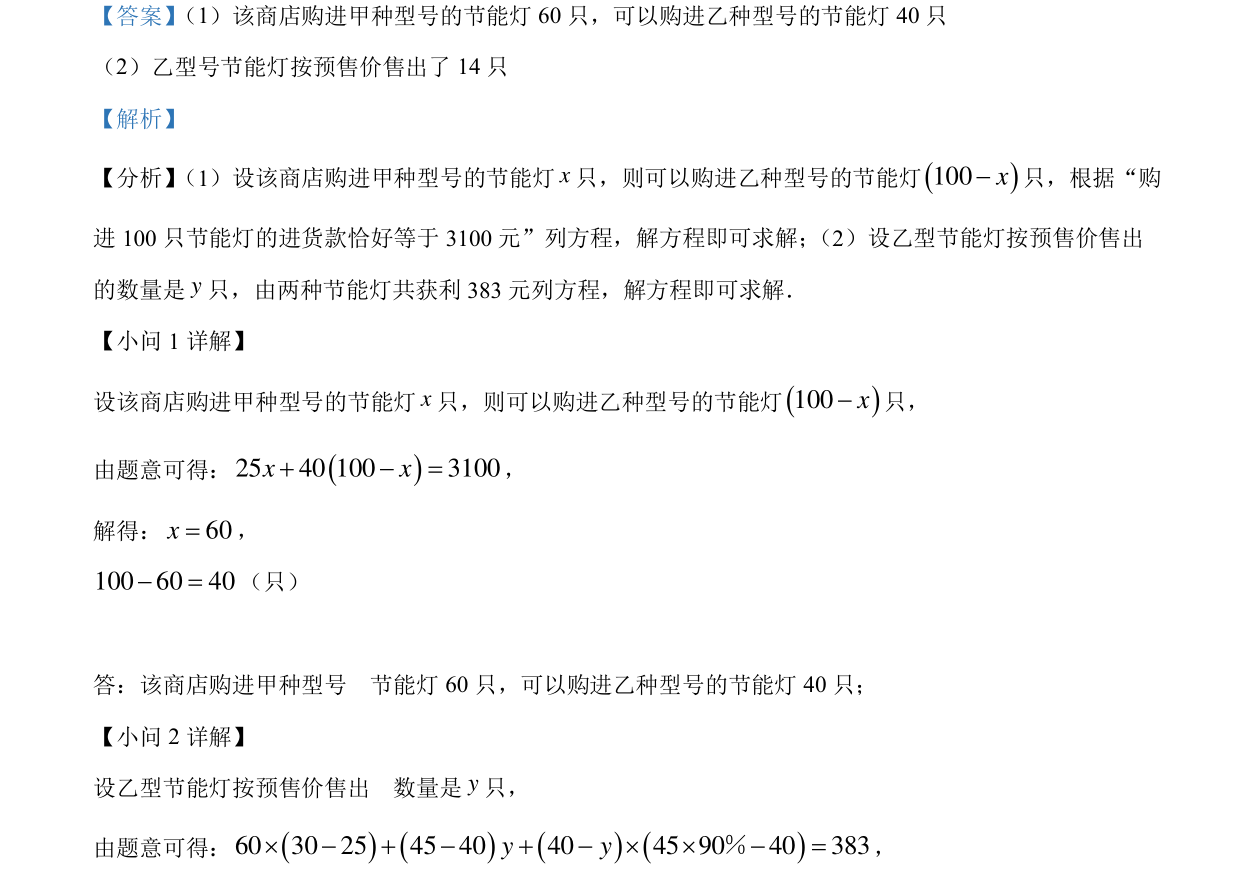 【答案】（1）该商店购进甲种型号的节能灯 60 只，可以购进乙种型号的节能灯 40 只
（2）乙型号节能灯按预售价售出了 14 只
【解析】
【分析】（1）设该商店购进甲种型号的节能灯 x 只，则可以购进乙种型号的节能灯(100－x)只，根据“购
进 100 只节能灯的进货款恰好等于 3100 元”列方程，解方程即可求解；（2）设乙型节能灯按预售价售出
的数量是 y 只，由两种节能灯共获利 383 元列方程，解方程即可求解．
【小问 1 详解】
设该商店购进甲种型号的节能灯 x 只，则可以购进乙种型号的节能灯(100－x)只，
由题意可得：25x+40(100－x)=3100，
解得：x=60，
100－60=40（只）
答：该商店购进甲种型号　节能灯 60 只，可以购进乙种型号的节能灯 40 只；
【小问 2 详解】
设乙型节能灯按预售价售出　数量是 y 只，
由题意可得：60×(30－25)+(45－40)y+(40－y)×(45×90%－40)=383，